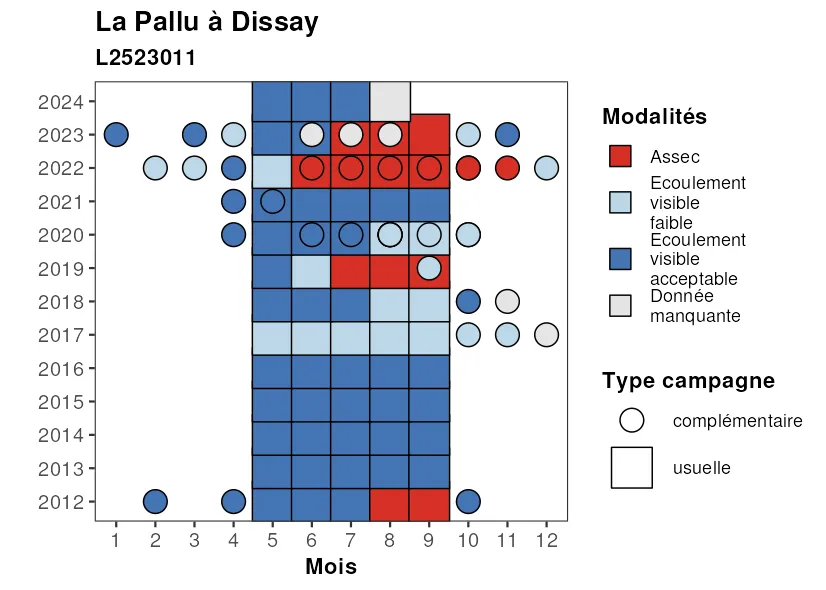 La Pallu à Dissay
L2523011
2024
2023
2022
2021
2020
2019
2018
2017
2016
2015
2014
2013
2012
1 2 3 4 5 6 7 8 9 10 11 12
Mois
Modalités
Assec
Ecoulement
visible
faible
Ecoulement
visible
acceptable
Donnée
manquante
Type campagne
complémentaire
usuelle